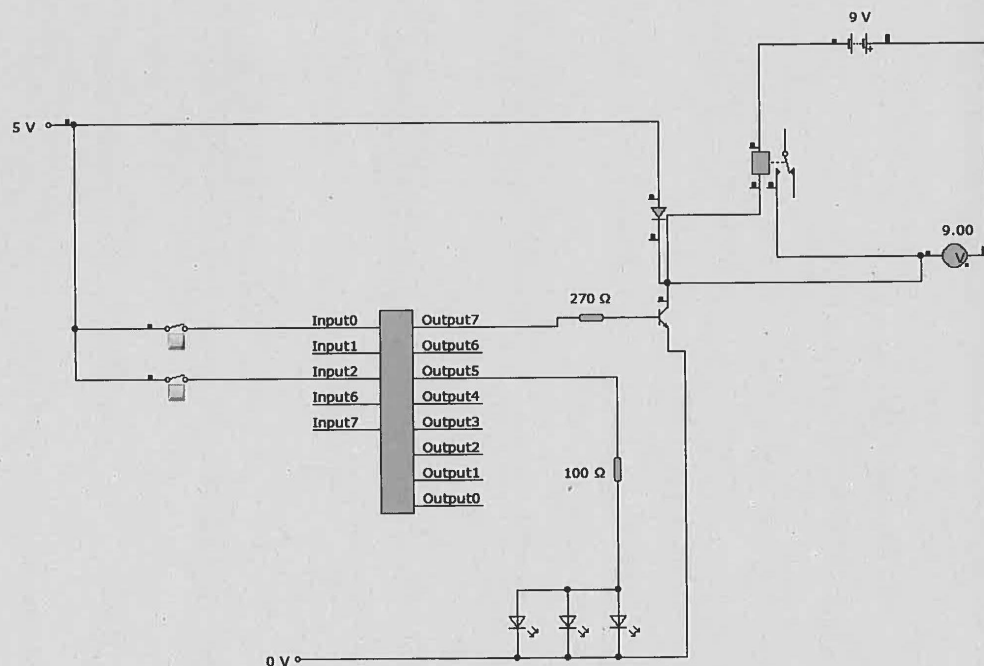 9 V
5 V
9.00
V
270 Ω
Input0
Output7
Input1
Output6
Input2
Output5
Input6
Output4
Input7
Output3
Output2
Output1
Output0
100 Ω
0 V